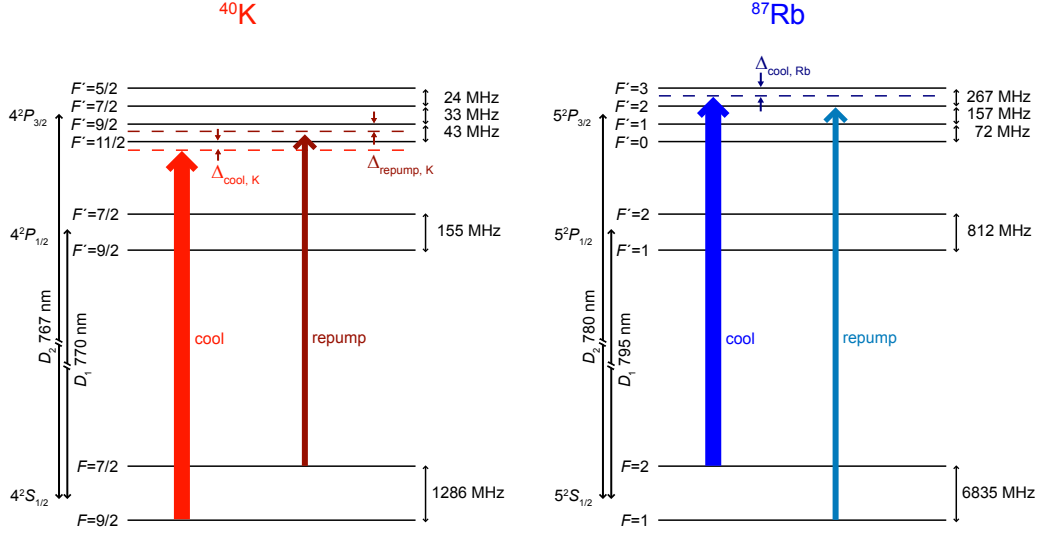 ⁴⁰K
F´=5/2
F´=7/2
F´=9/2
F´=11/2
4²P₃/₂
24 MHz
33 MHz
43 MHz
Δcool, K
Δrepump, K
F´=7/2
F´=9/2
4²P₁/₂
155 MHz
D₂ 767 nm
D₁ 770 nm
cool
repump
F=7/2
F=9/2
4²S₁/₂
1286 MHz
⁸⁷Rb
Δcool, Rb
F´=3
F´=2
F´=1
F´=0
5²P₃/₂
267 MHz
157 MHz
72 MHz
F´=2
F´=1
5²P₁/₂
812 MHz
D₂ 780 nm
D₁ 795 nm
cool
repump
F=2
F=1
5²S₁/₂
6835 MHz